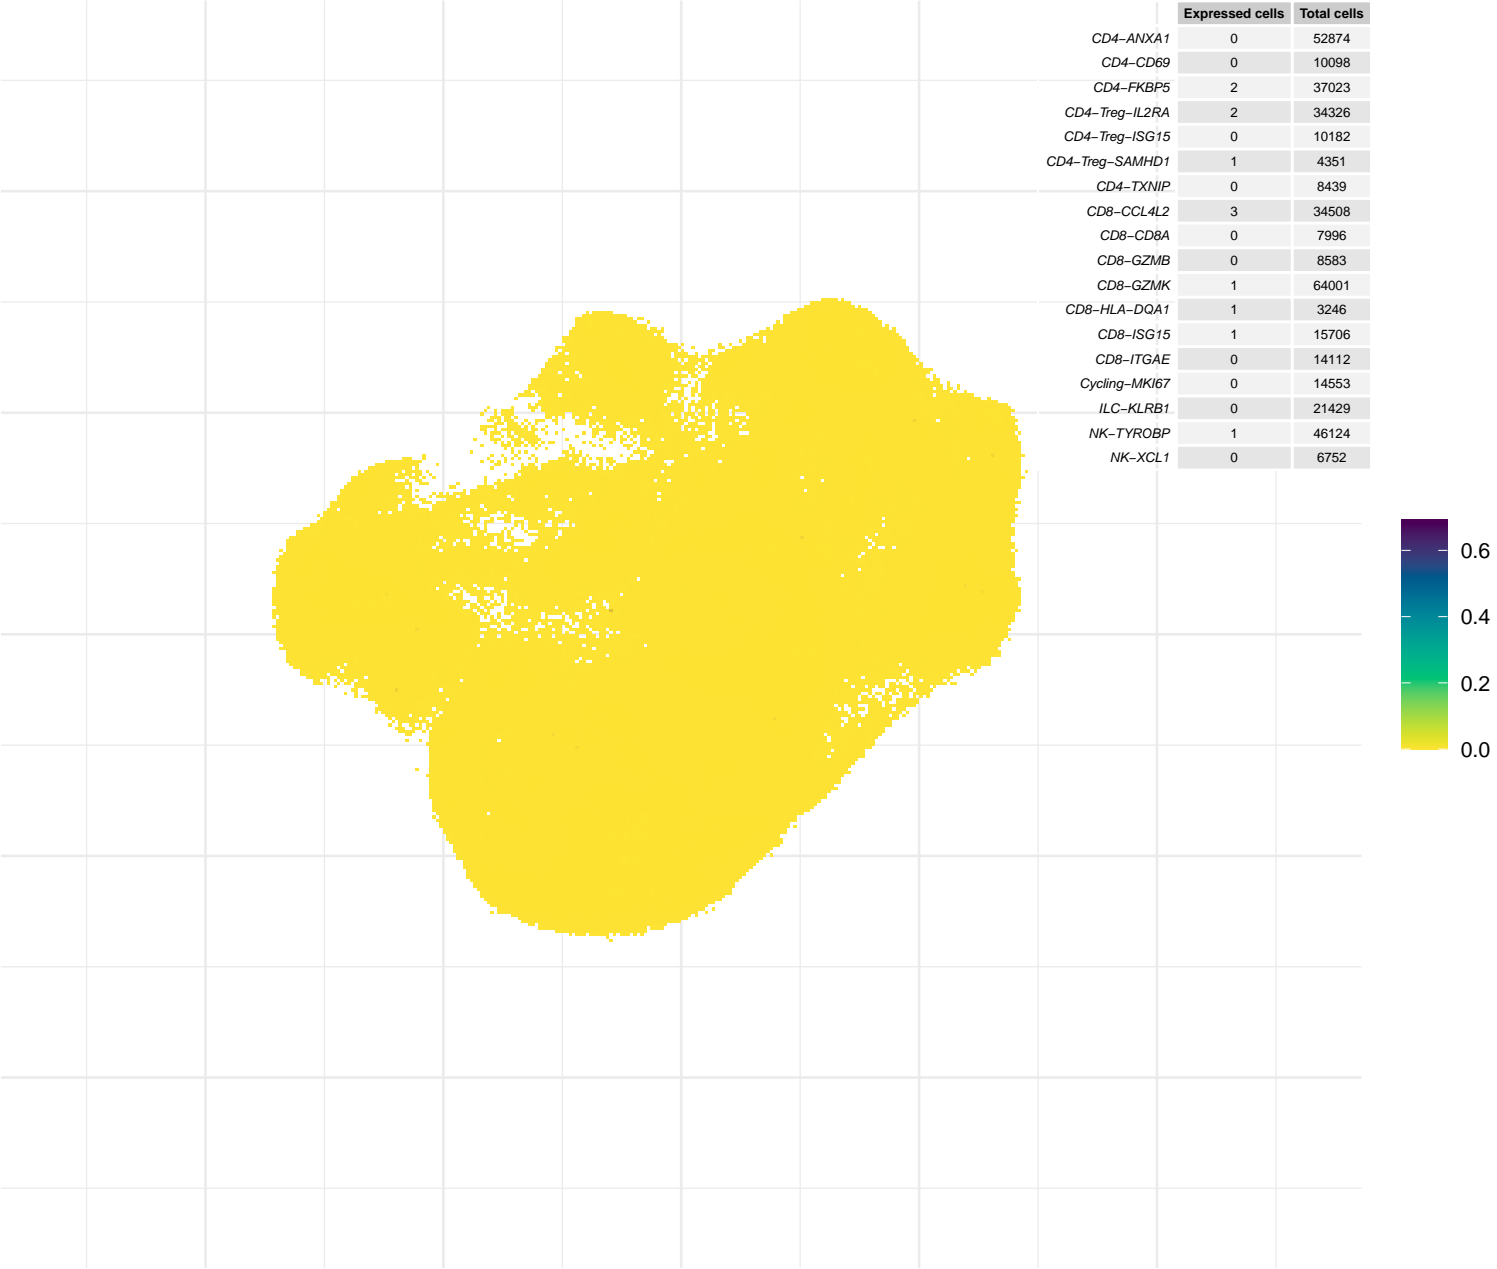 Expressed cells Total cells
CD4−ANXA1 0 52874
CD4−CD69 0 10098
CD4−FKBP5 2 37023
CD4−Treg−IL2RA 2 34326
CD4−Treg−ISG15 0 10182
CD4−Treg−SAMHD1 1 4351
CD4−TXNIP 0 8439
CD8−CCL4L2 3 34508
CD8−CD8A 0 7996
CD8−GZMB 0 8583
CD8−GZMK 1 64001
CD8−HLA−DQA1 1 3246
CD8−ISG15 1 15706
CD8−ITGAE 0 14112
Cycling−MKI67 0 14553
ILC−KLRB1 0 21429
NK−TYROBP 1 46124
NK−XCL1 0 6752
0.6
0.4
0.2
0.0